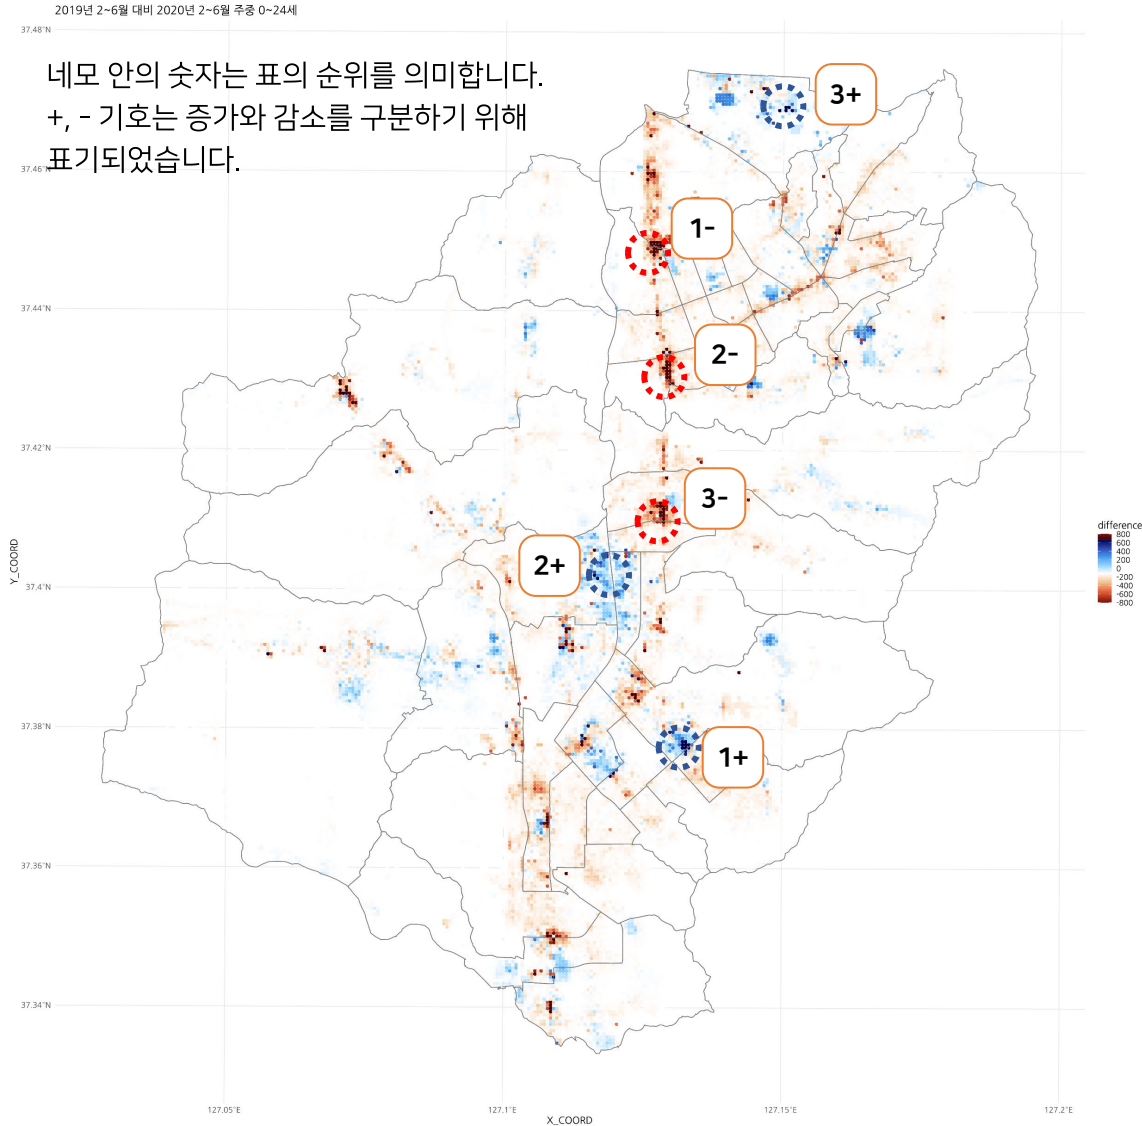 2019년 2~6월 대비 2020년 2~6월 주중 0~24세
37.48°N
네모 안의 숫자는 표의 순위를 의미합니다.
+, - 기호는 증가와 감소를 구분하기 위해
표기되었습니다.
3+
37.46°N
1-
37.44°N
2-
37.42°N
3-
difference
800
600
400
200
0
-200
-400
-600
-800
Y_COORD
2+
37.4°N
37.38°N
1+
37.36°N
37.34°N
127.05°E
127.1°E
127.15°E
127.2°E
X_COORD